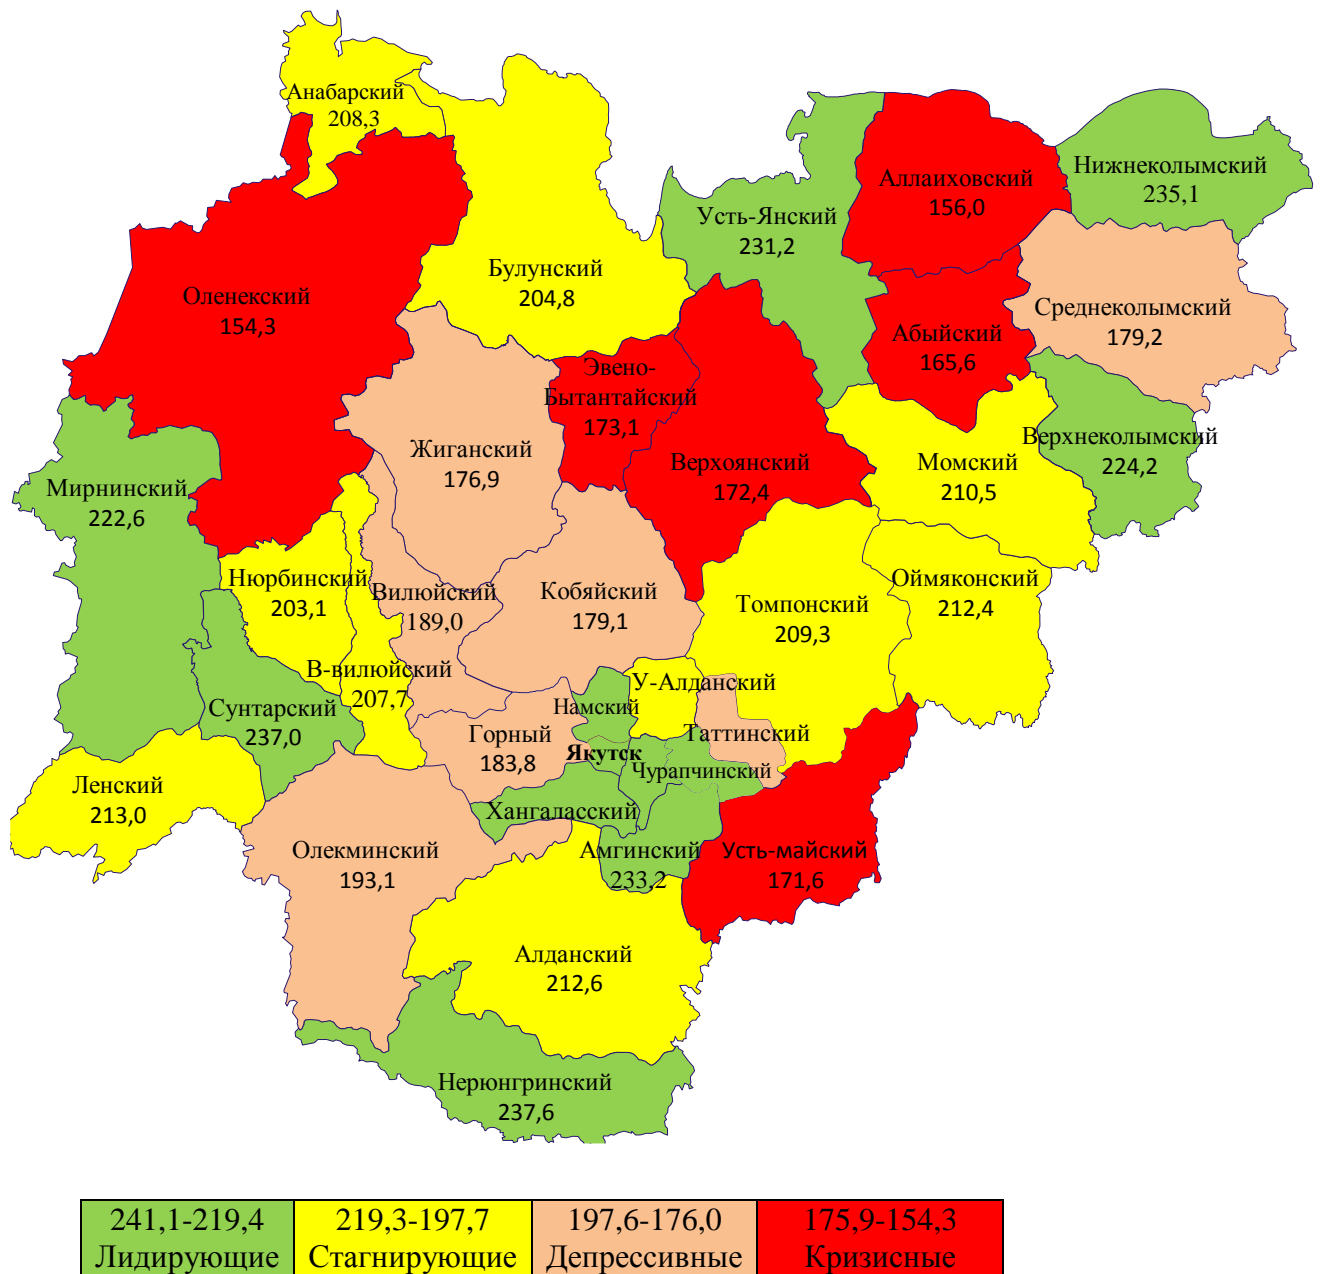 Анабарский
208,3
Нижнеколымский
235,1
Аллаиховский
156,0
Усть-Янский
231,2
Булунский
204,8
Оленекский
154,3
Среднеколымский
179,2
Абыйский
165,6
Эвено-
Бытантайский
173,1
Жиганский
176,9
Верхоянский
172,4
Момский
210,5
Верхнеколымский
224,2
Мирнинский
222,6
Нюрбинский
203,1
Вилюйский
189,0
Кобяйский
179,1
Томпонский
209,3
Оймяконский
212,4
В-вилюйский
207,7
У-Алданский
Сунтарский
237,0
Намский
Горный
183,8
Таттинский
Якутск
Чурапчинский
Ленский
213,0
Хангаласский
Олекминский
193,1
Амгинский
233,2
Усть-майский
171,6
Алданский
212,6
Нерюнгринский
237,6
241,1-219,4 219,3-197,7 197,6-176,0 175,9-154,3
Лидирующие Стагнирующие Депрессивные Кризисные